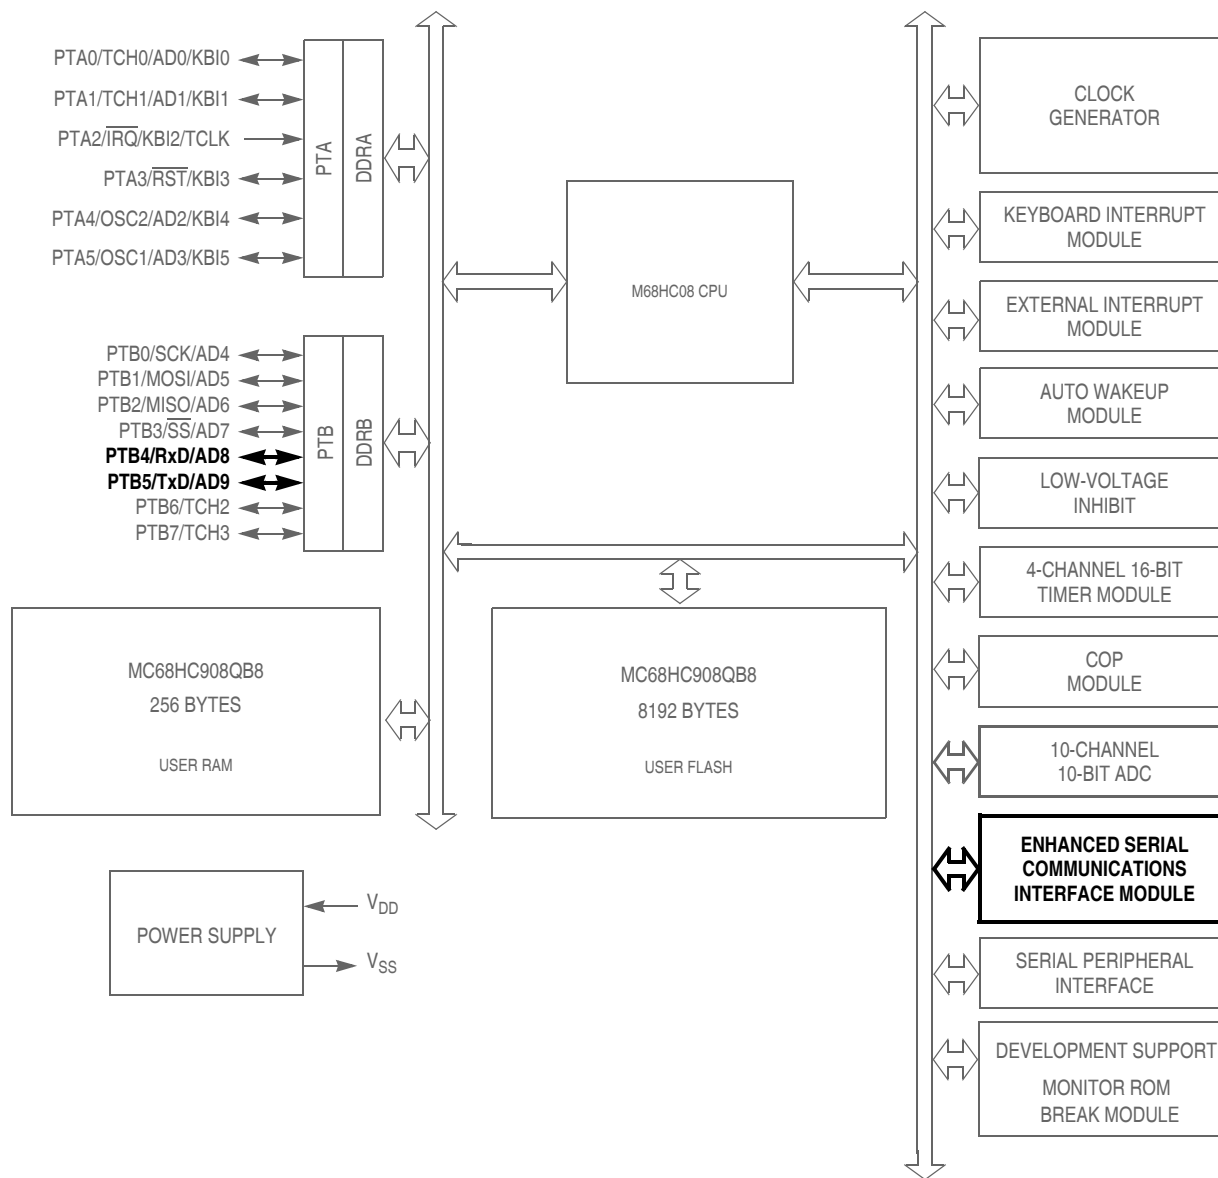 PTA0/TCH0/AD0/KBI0
PTA1/TCH1/AD1/KBI1
PTA2/IRQ/KBI2/TCLK
PTA3/RST/KBI3
PTA4/OSC2/AD2/KBI4
PTA5/OSC1/AD3/KBI5
PTA
DDRA
PTB0/SCK/AD4
PTB1/MOSI/AD5
PTB2/MISO/AD6
PTB3/SS/AD7
PTB4/RxD/AD8
PTB5/TxD/AD9
PTB6/TCH2
PTB7/TCH3
PTB
DDRB
M68HC08 CPU
MC68HC908QB8
256 BYTES
USER RAM
MC68HC908QB8
8192 BYTES
USER FLASH
POWER SUPPLY
VDD
VSS
CLOCK
GENERATOR
KEYBOARD INTERRUPT
MODULE
EXTERNAL INTERRUPT
MODULE
AUTO WAKEUP
MODULE
LOW-VOLTAGE
INHIBIT
4-CHANNEL 16-BIT
TIMER MODULE
COP
MODULE
10-CHANNEL
10-BIT ADC
ENHANCED SERIAL
COMMUNICATIONS
INTERFACE MODULE
SERIAL PERIPHERAL
INTERFACE
DEVELOPMENT SUPPORT
MONITOR ROM
BREAK MODULE